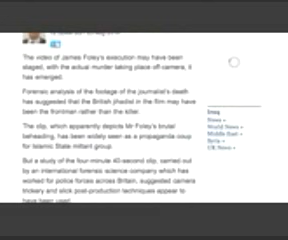 The video of James Foley's execution may have been
staged, with the actual murder taking place off-camera, it
has emerged.
Forensic analysis of the footage of the journalist's death
has suggested that the British jihadist in the film may have
been the frontman rather than the killer.
The clip, which apparently depicts Mr Foley's brutal
beheading, has been widely seen as a propaganda coup
for Islamic State militant group.
But a study of the four-minute 40-second clip, carried out
by an international forensic science company which has
worked for police forces across Britain, suggested camera
trickery and slick post-production techniques appear to
have been used.
Iraq
News »
World News »
Middle East »
Syria »
UK News »